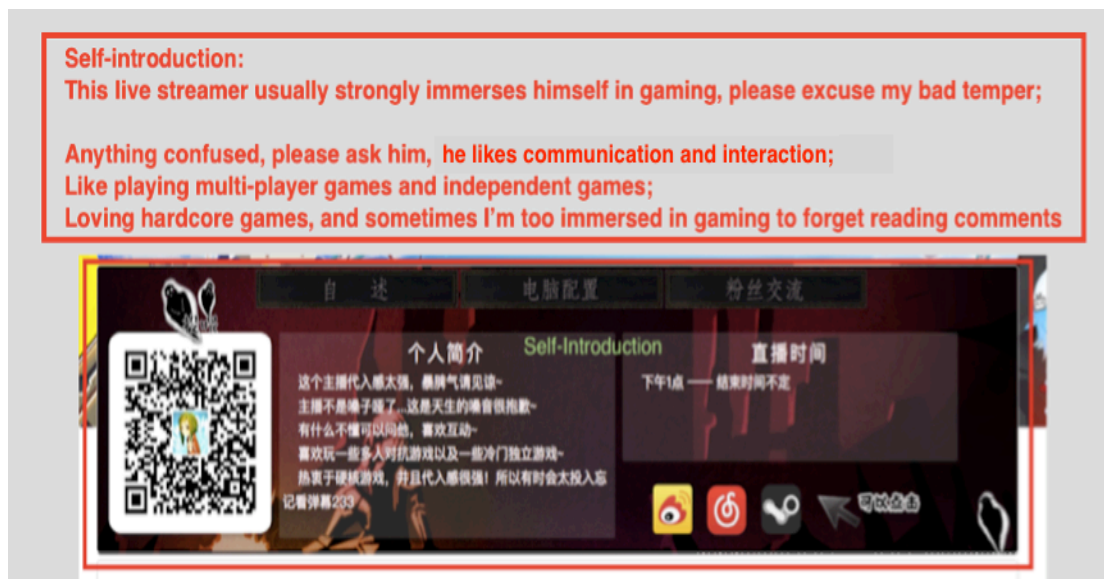 Self-introduction:
This live streamer usually strongly immerses himself in gaming, please excuse my bad temper;
Anything confused, please ask him, he likes communication and interaction;
Like playing multi-player games and independent games;
Loving hardcore games, and sometimes I'm too immersed in gaming to forget reading comments
自 述
电脑配置
粉丝交流
个人简介
Self-Introduction
这个主播代入感太强，暴脾气请见谅~
主播不是嗓子哑了...这是天生的嗓音很抱歉~
有什么不懂可以问他，喜欢互动~
喜欢玩一些多人对抗游戏以及一些冷门独立游戏~
热衷于硬核游戏，并且代入感很强！所以有时会太投入忘
记看弹幕233
直播时间
下午1点 —— 结束时间不定
可以点击